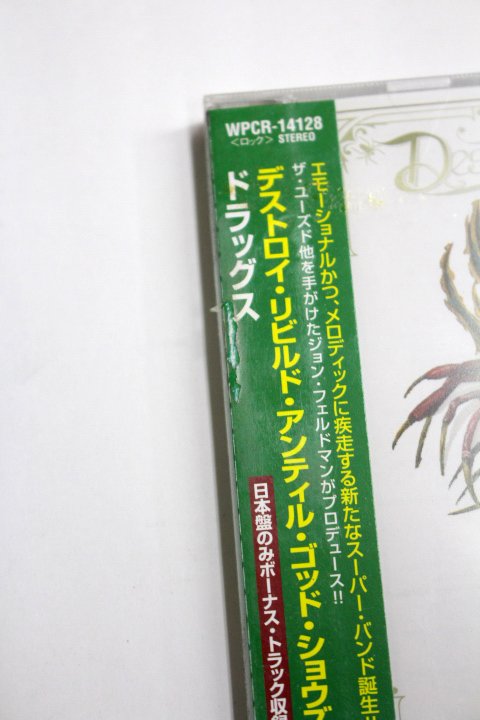 WPCR-14128
<ロック> STEREO
エモーショナルかつ、メロディックに疾走する新たなスーパー・バンド誕生!!
ザ・ユーズド他を手がけたジョン・フェルドマンがプロデュース!!
デストロイ・リビルド・アンティル・ゴッド・ショウズ
ドラッグス
日本盤のみボーナス・トラック収録
Des